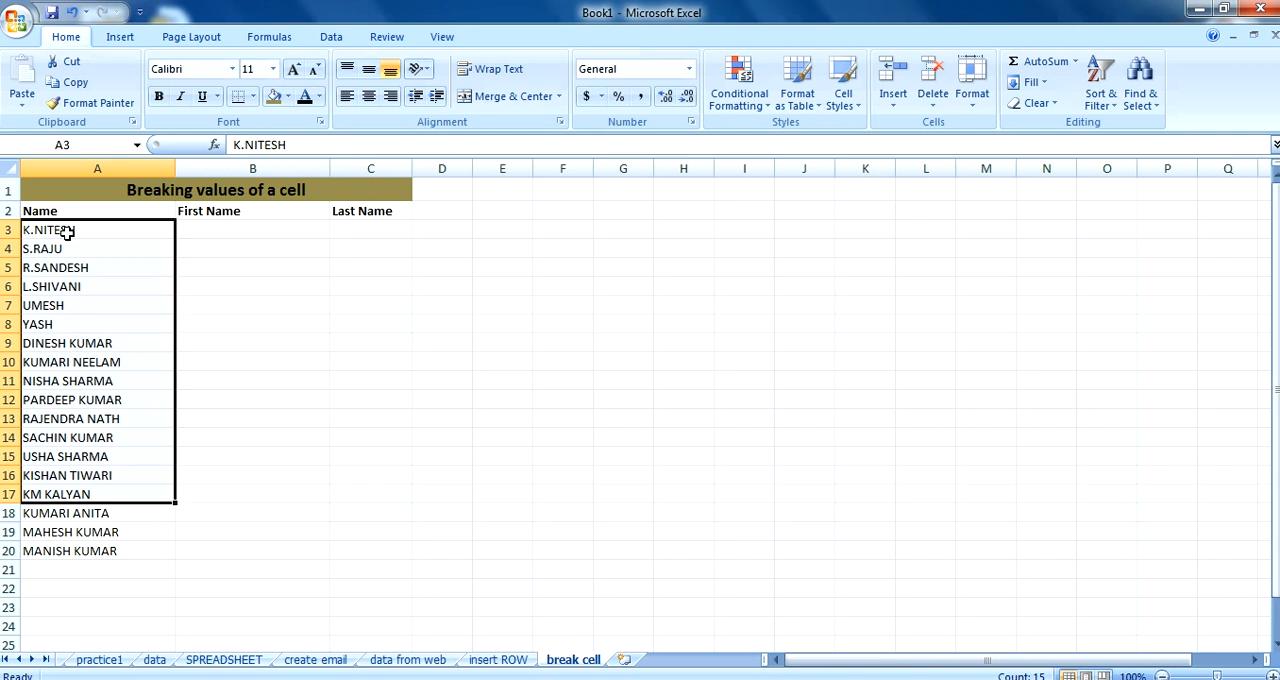 Book1 - Microsoft Excel
Home Insert Page Layout Formulas Data Review View
Paste
Cut
Copy
Format Painter
Clipboard
Calibri 11
B I U
Font
Wrap Text
Merge & Center
Alignment
General
$ % ,
Number
Conditional Formatting
Format as Table
Cell Styles
Styles
Insert Delete Format
Cells
Σ AutoSum
Fill
Clear
Sort & Filter
Find & Select
Editing
A3 fx K.NITESH
A B C D E F G H I J K L M N O P Q
1 Breaking values of a cell
2 Name First Name Last Name
3 K.NITESH
4 S.RAJU
5 R.SANDESH
6 L.SHIVANI
7 UMESH
8 YASH
9 DINESH KUMAR
10 KUMARI NEELAM
11 NISHA SHARMA
12 PARDEEP KUMAR
13 RAJENDRA NATH
14 SACHIN KUMAR
15 USHA SHARMA
16 KISHAN TIWARI
17 KM KALYAN
18 KUMARI ANITA
19 MAHESH KUMAR
20 MANISH KUMAR
21
22
23
24
25
practice1 data SPREADSHEET create email data from web insert ROW break cell
Ready Count: 15 100%